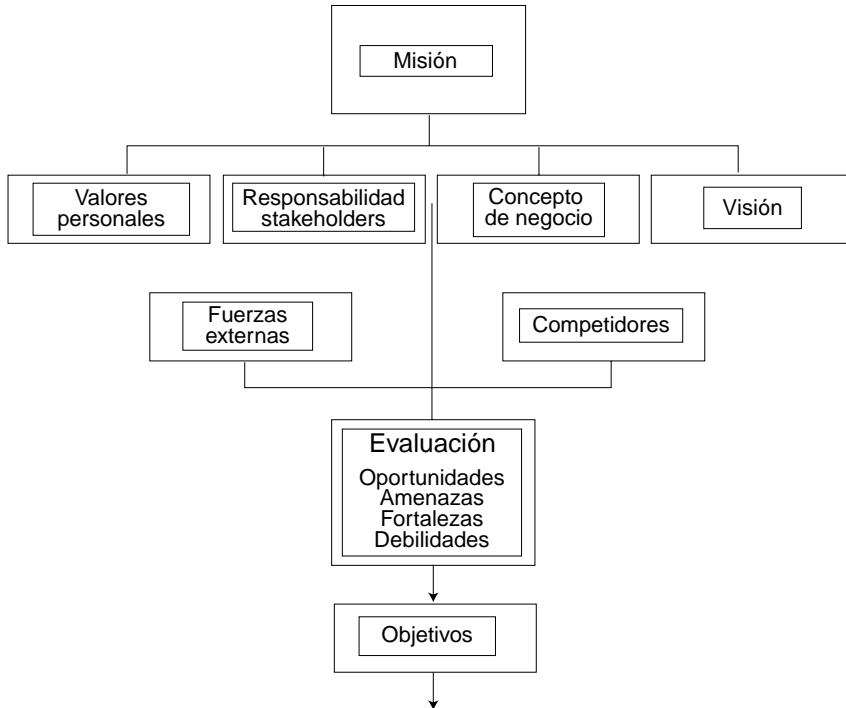 Misión
Valores
personales
Responsabilidad
stakeholders
Concepto
de negocio
Visión
Fuerzas
externas
Competidores
Evaluación
Oportunidades
Amenazas
Fortalezas
Debilidades
Objetivos